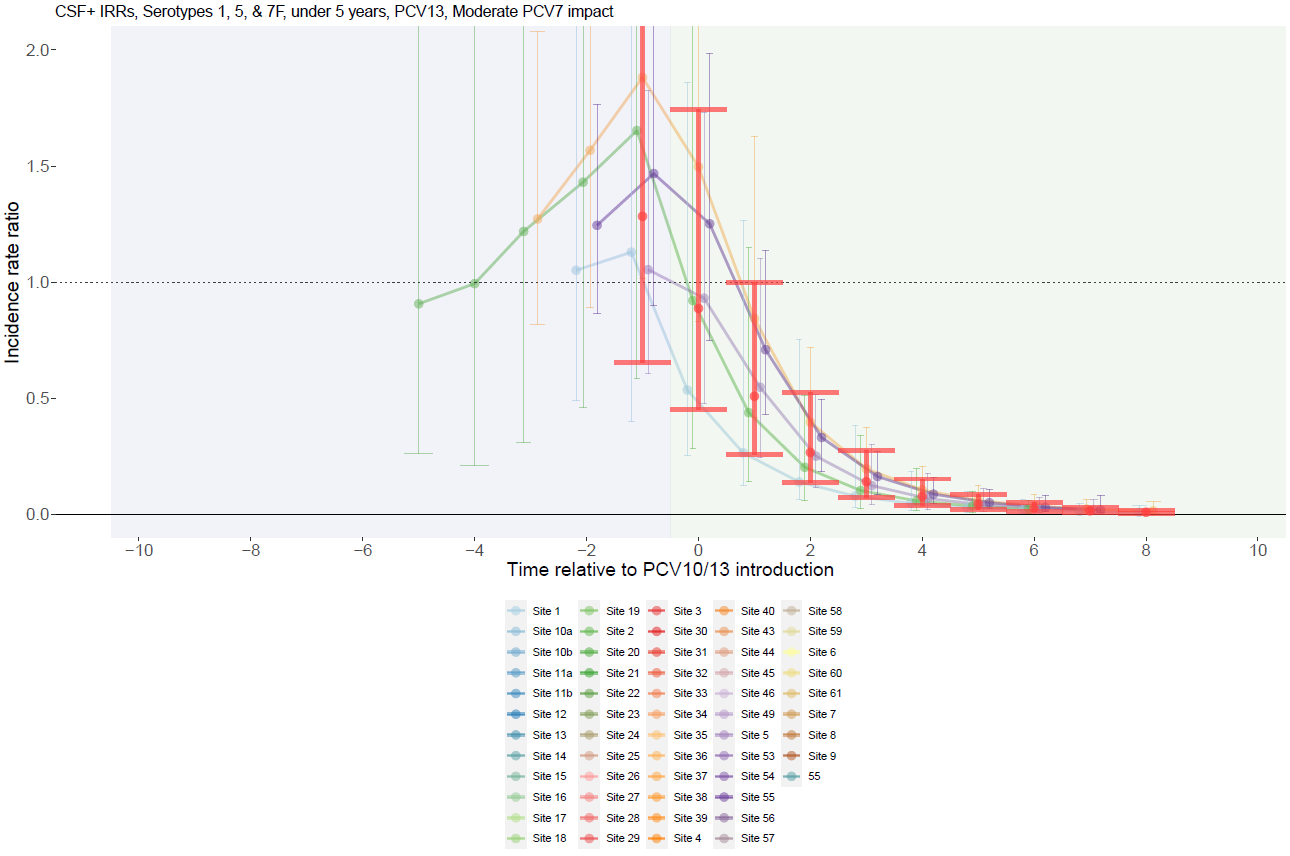 CSF+ IRRs, Serotypes 1, 5, & 7F, under 5 years, PCV13, Moderate PCV7 impact
2.0
1.5
1.0
0.5
0.0
Incidence rate ratio
−10 −8 −6 −4 −2 0 2 4 6 8 10
Time relative to PCV10/13 introduction
Site 1 Site 19 Site 3 Site 40 Site 58
Site 10a Site 2 Site 30 Site 43 Site 59
Site 10b Site 20 Site 31 Site 44 Site 6
Site 11a Site 21 Site 32 Site 45 Site 60
Site 11b Site 22 Site 33 Site 46 Site 61
Site 12 Site 23 Site 34 Site 49 Site 7
Site 13 Site 24 Site 35 Site 5 Site 8
Site 14 Site 25 Site 36 Site 53 Site 9
Site 15 Site 26 Site 37 Site 54 55
Site 16 Site 27 Site 38 Site 55
Site 17 Site 28 Site 39 Site 56
Site 18 Site 29 Site 4 Site 57